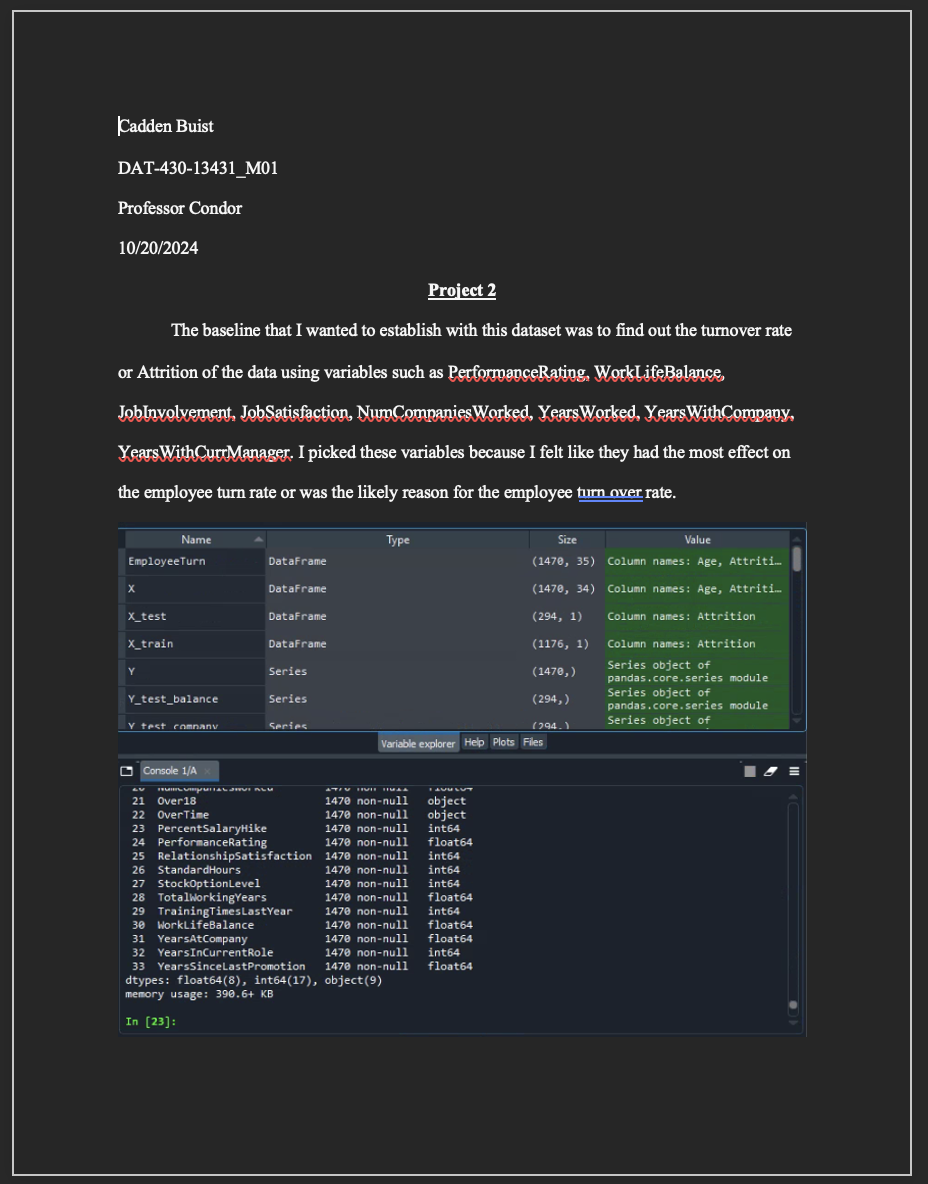 Cadden Buist
DAT-430-13431_M01
Professor Condor
10/20/2024
Project 2
The baseline that I wanted to establish with this dataset was to find out the turnover rate
or Attrition of the data using variables such as PerformanceRating, WorkLifeBalance,
JobInvolvement, JobSatisfaction, NumCompaniesWorked, YearsWorked, YearsWithCompany,
YearsWithCurrManager. I picked these variables because I felt like they had the most effect on
the employee turn rate or was the likely reason for the employee turn over rate.
Name Type Size Value
EmployeeTurn DataFrame (1470, 35) Column names: Age, Attriti…
X DataFrame (1470, 34) Column names: Age, Attriti…
X_test DataFrame (294, 1) Column names: Attrition
X_train DataFrame (1176, 1) Column names: Attrition
Y Series (1470,) Series object of
pandas.core.series module
Y_test_balance Series (294,) Series object of
pandas.core.series module
Y_test_company Series (294,) Series object of
Variable explorer Help Plots Files
Console 1/A
20 NumCompaniesWorked 1470 non-null float64
21 Over18 1470 non-null object
22 OverTime 1470 non-null object
23 PercentSalaryHike 1470 non-null int64
24 PerformanceRating 1470 non-null float64
25 RelationshipSatisfaction 1470 non-null int64
26 StandardHours 1470 non-null int64
27 StockOptionLevel 1470 non-null int64
28 TotalWorkingYears 1470 non-null float64
29 TrainingTimesLastYear 1470 non-null int64
30 WorkLifeBalance 1470 non-null float64
31 YearsAtCompany 1470 non-null float64
32 YearsInCurrentRole 1470 non-null int64
33 YearsSinceLastPromotion 1470 non-null float64
dtypes: float64(8), int64(17), object(9)
memory usage: 390.6+ KB
In [23]: